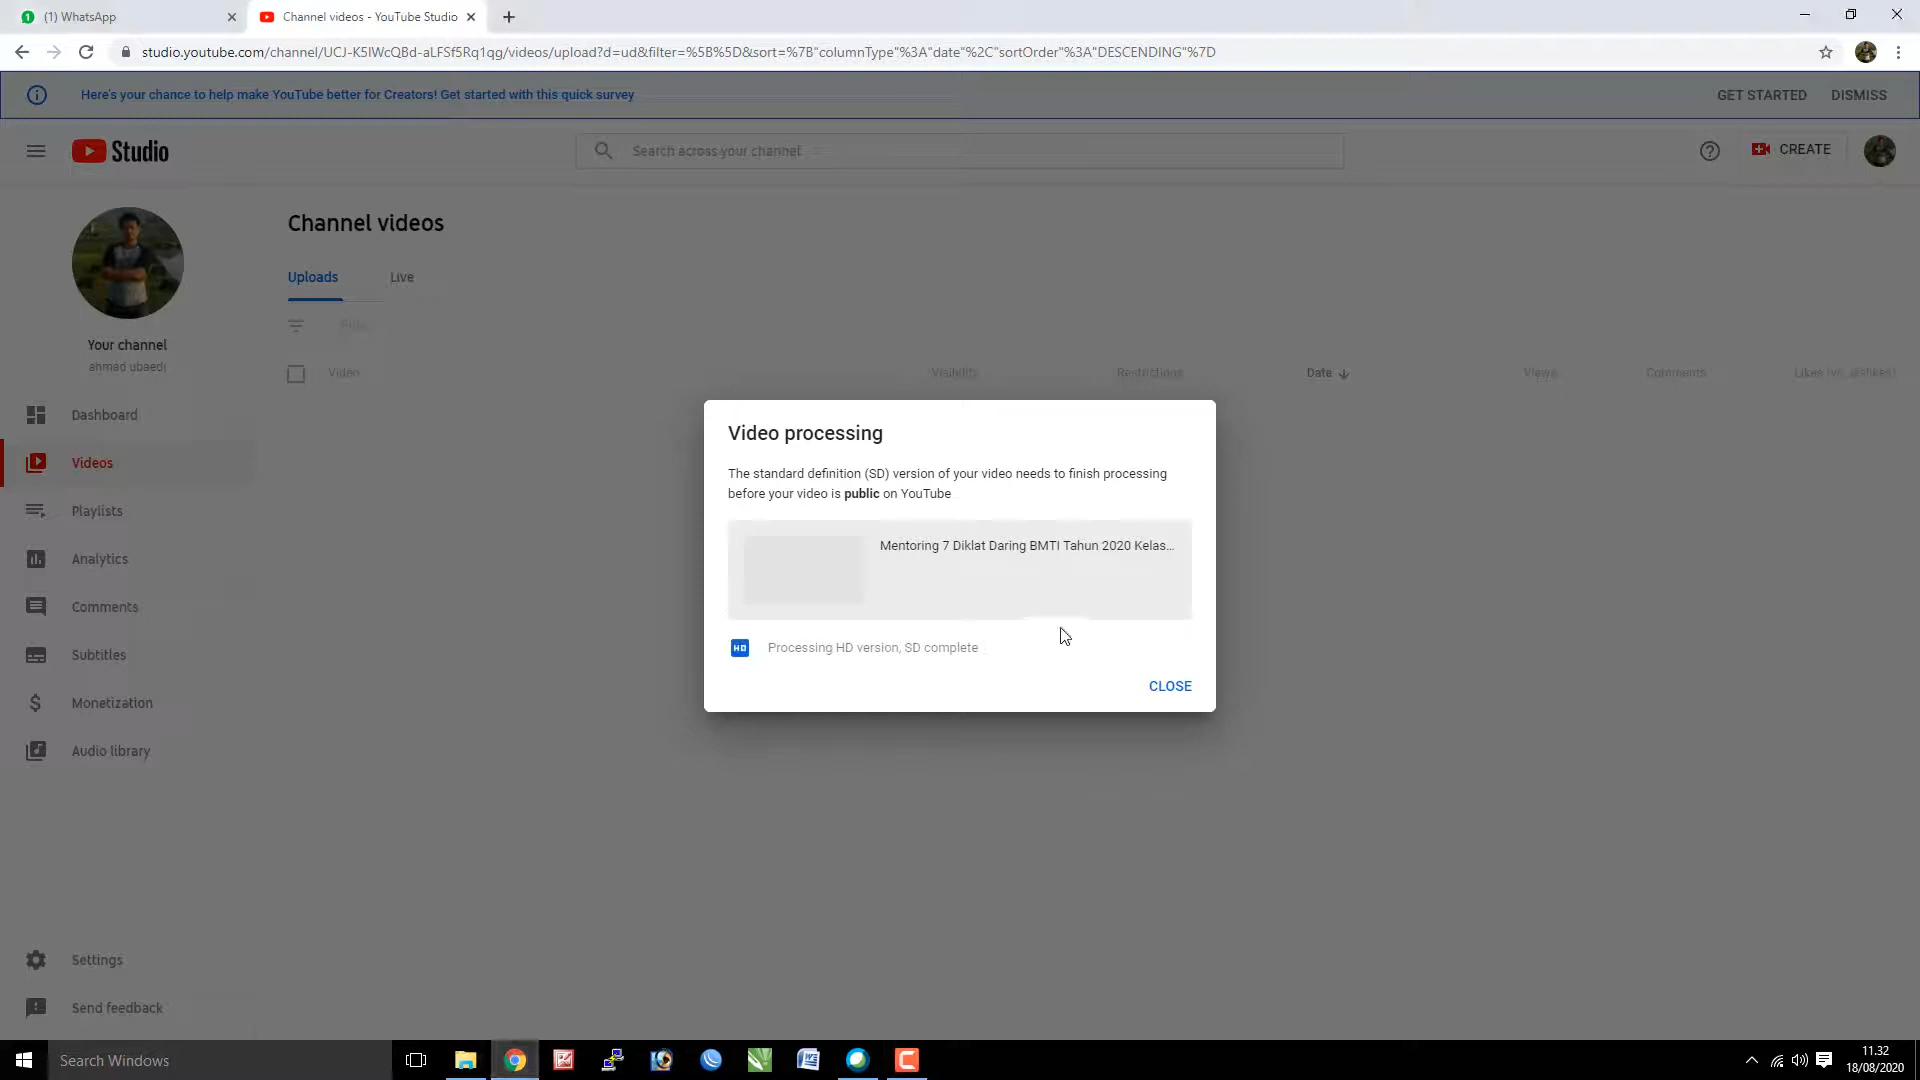 (1) WhatsApp
Channel videos - YouTube Studio
studio.youtube.com/channel/UCJ-K5IWcQBd-aLFSf5Rq1qg/videos/upload?d=ud&filter=%5B%5D&sort=%7B"columnType"%3A"date"%2C"sortOrder"%3A"DESCENDING"%7D
Here's your chance to help make YouTube better for Creators! Get started with this quick survey
GET STARTED
DISMISS
Studio
Search across your channel
CREATE
Channel videos
Uploads
Live
Your channel
ahmad ubaedi
Filter
Video
Visibility
Restrictions
Date
Views
Comments
Likes (vs. dislikes)
Dashboard
Videos
Playlists
Analytics
Comments
Subtitles
Monetization
Audio library
Settings
Send feedback
Video processing
The standard definition (SD) version of your video needs to finish processing
before your video is public on YouTube
Mentoring 7 Diklat Daring BMTI Tahun 2020 Kelas...
HD
Processing HD version, SD complete
CLOSE
Search Windows
11.32
18/08/2020